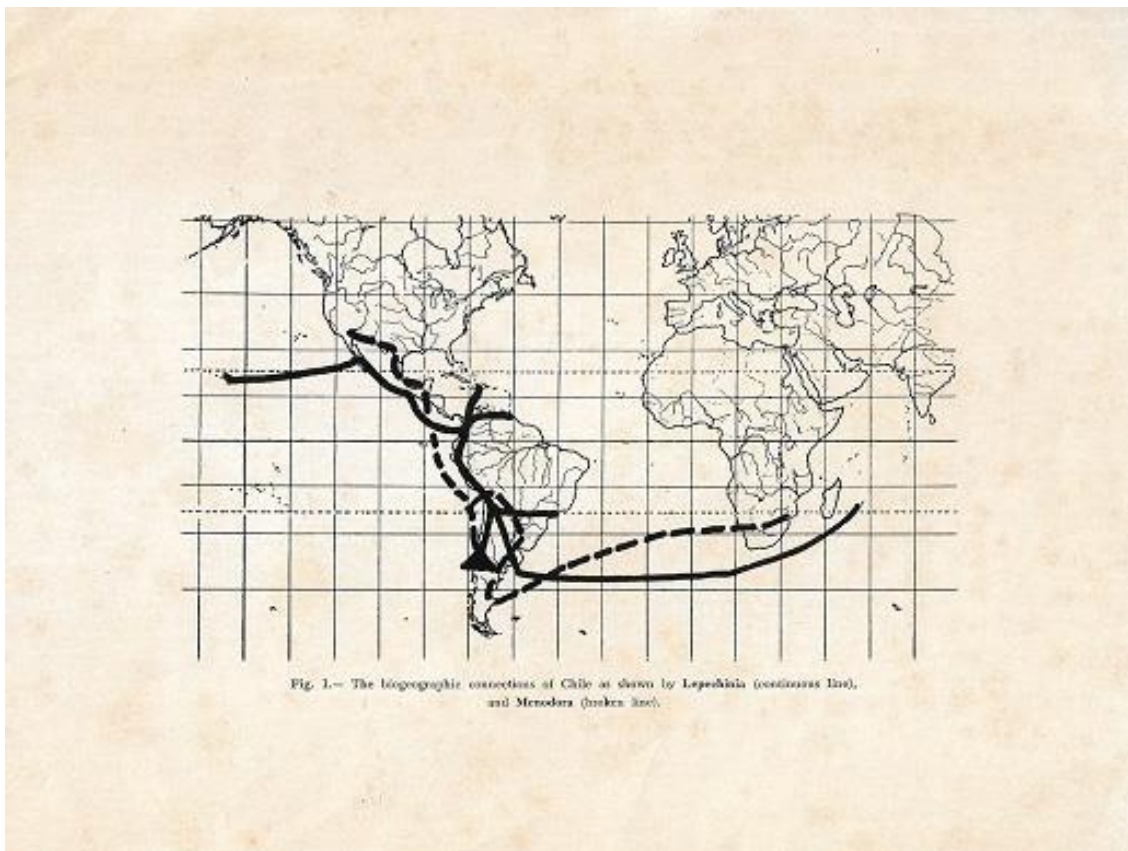 Fig. 1.— The biogeographic connections of Chile as shown by Lepechinia (continuous line),
and Menodora (broken line).